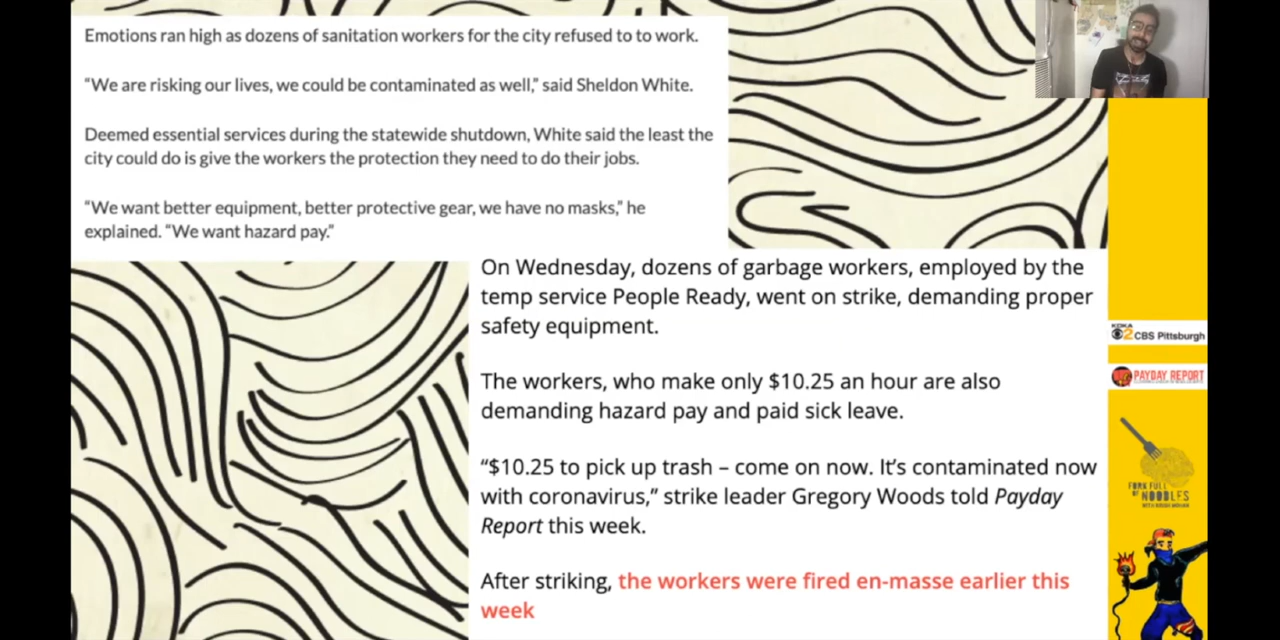 Emotions ran high as dozens of sanitation workers for the city refused to to work.
“We are risking our lives, we could be contaminated as well,” said Sheldon White.
Deemed essential services during the statewide shutdown, White said the least the
city could do is give the workers the protection they need to do their jobs.
“We want better equipment, better protective gear, we have no masks,” he
explained. “We want hazard pay.”
On Wednesday, dozens of garbage workers, employed by the
temp service People Ready, went on strike, demanding proper
safety equipment.
The workers, who make only $10.25 an hour are also
demanding hazard pay and paid sick leave.
“$10.25 to pick up trash – come on now. It’s contaminated now
with coronavirus,” strike leader Gregory Woods told Payday
Report this week.
After striking, the workers were fired en-masse earlier this
week
KDKA
2 CBS Pittsburgh
PAYDAY REPORT
FORK FULL
OF NOODLES